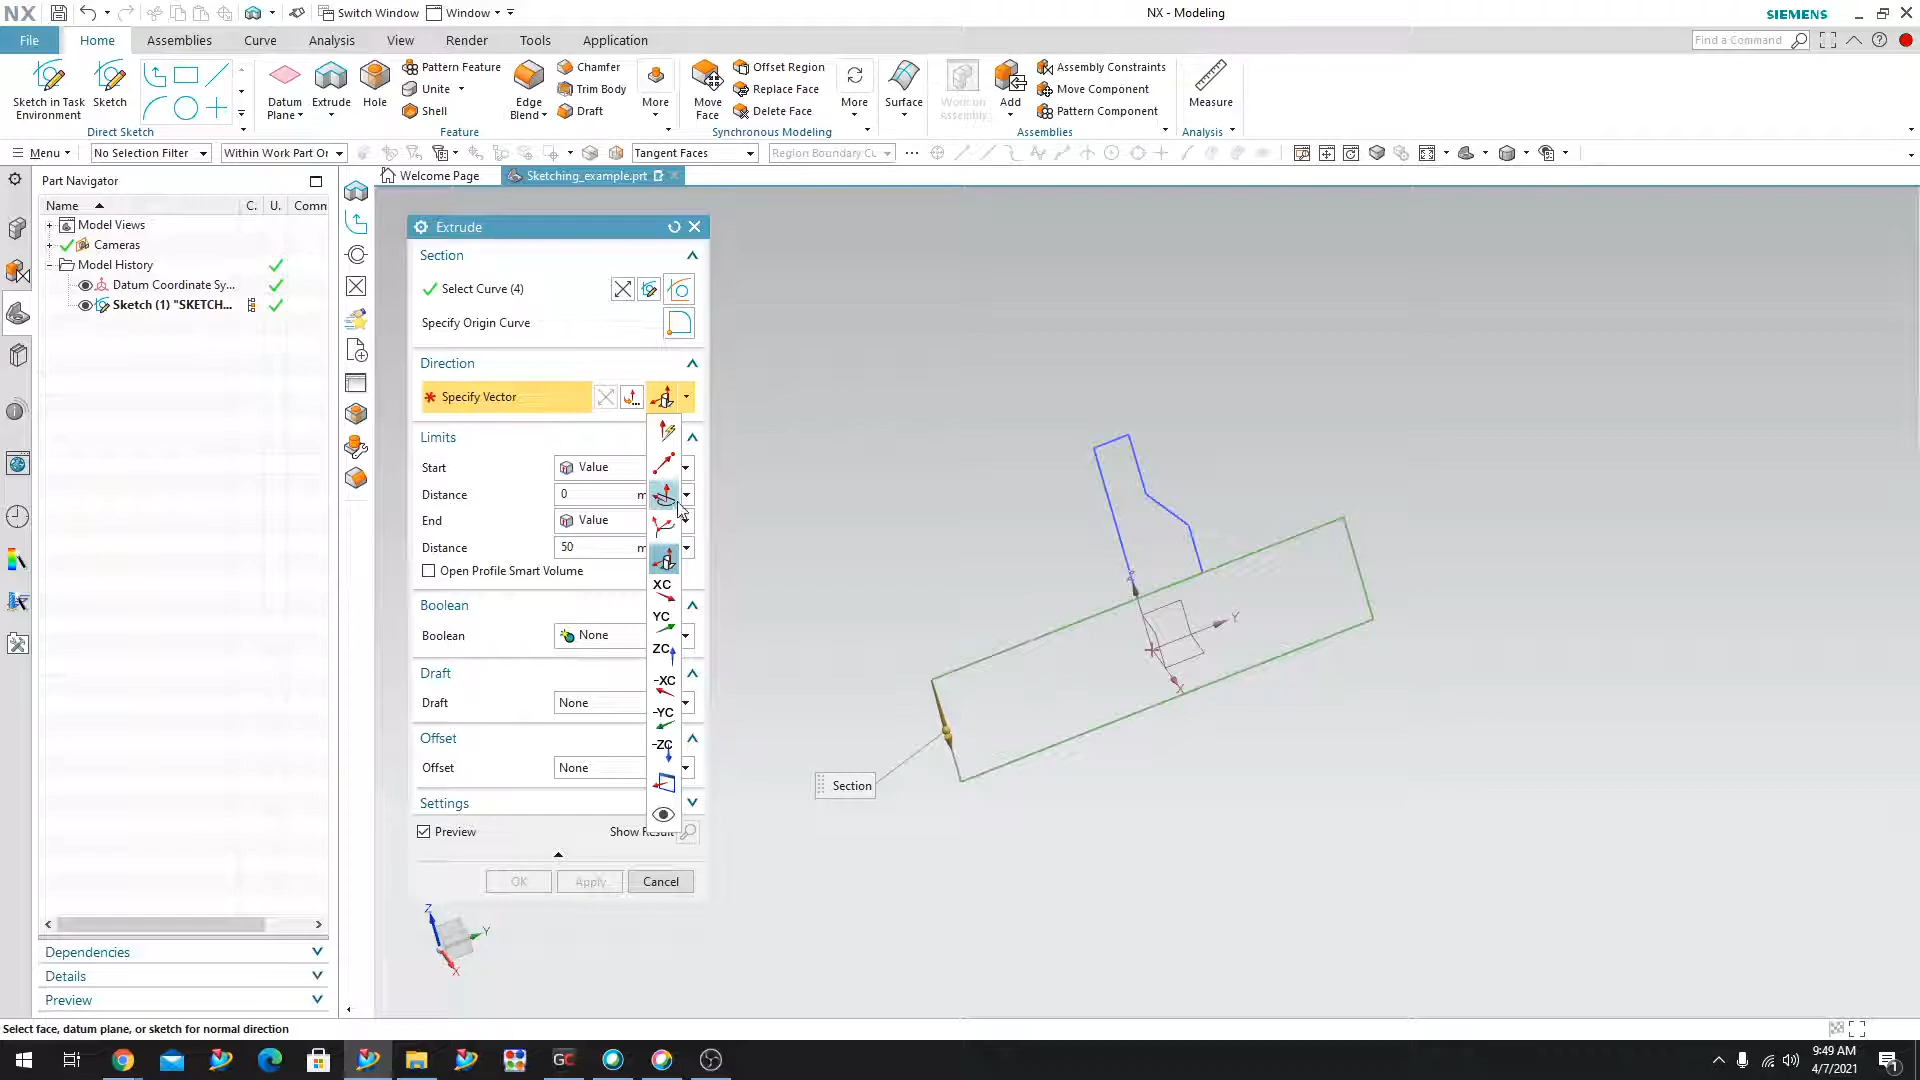 NX
Switch Window
Window
NX - Modeling
SIEMENS
File
Home
Assemblies
Curve
Analysis
View
Render
Tools
Application
Find a Command
Sketch in Task
Environment
Sketch
Direct Sketch
Datum
Plane
Extrude
Hole
Pattern Feature
Unite
Shell
Edge
Blend
Chamfer
Trim Body
Draft
More
Feature
Move
Face
Offset Region
Replace Face
Delete Face
More
Synchronous Modeling
Surface
Work on
Assembly
Add
Assembly Constraints
Move Component
Pattern Component
Assemblies
Measure
Analysis
Menu
No Selection Filter
Within Work Part Or
Tangent Faces
Region Boundary Cu
Part Navigator
Welcome Page
Sketching_example.prt
Name
C.
U.
Comm
Model Views
Cameras
Model History
Datum Coordinate Sy...
Sketch (1) "SKETCH...
Extrude
Section
Select Curve (4)
Specify Origin Curve
Direction
* Specify Vector
Limits
Start
Value
Distance
0
m
End
Value
Distance
50
m
Open Profile Smart Volume
Boolean
Boolean
None
Draft
Draft
None
Offset
Offset
None
Settings
Preview
Show Result
OK
Apply
Cancel
XC
YC
ZC
-XC
-YC
-ZC
Z
Y
X
Section
Z
Y
X
Dependencies
Details
Preview
Select face, datum plane, or sketch for normal direction
GC
9:49 AM
4/7/2021
1